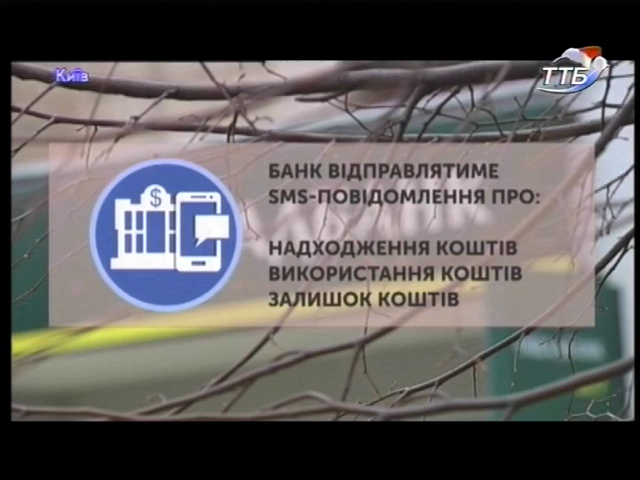 Київ
ТТБ
БАНК ВІДПРАВЛЯТИМЕ
SMS-ПОВІДОМЛЕННЯ ПРО:
НАДХОДЖЕННЯ КОШТІВ
ВИКОРИСТАННЯ КОШТІВ
ЗАЛИШОК КОШТІВ
$